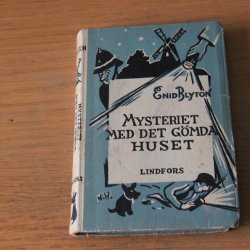 ENID BLYTON
MYSTERIET
MED DET GÖMDA
HUSET
LINDFORS